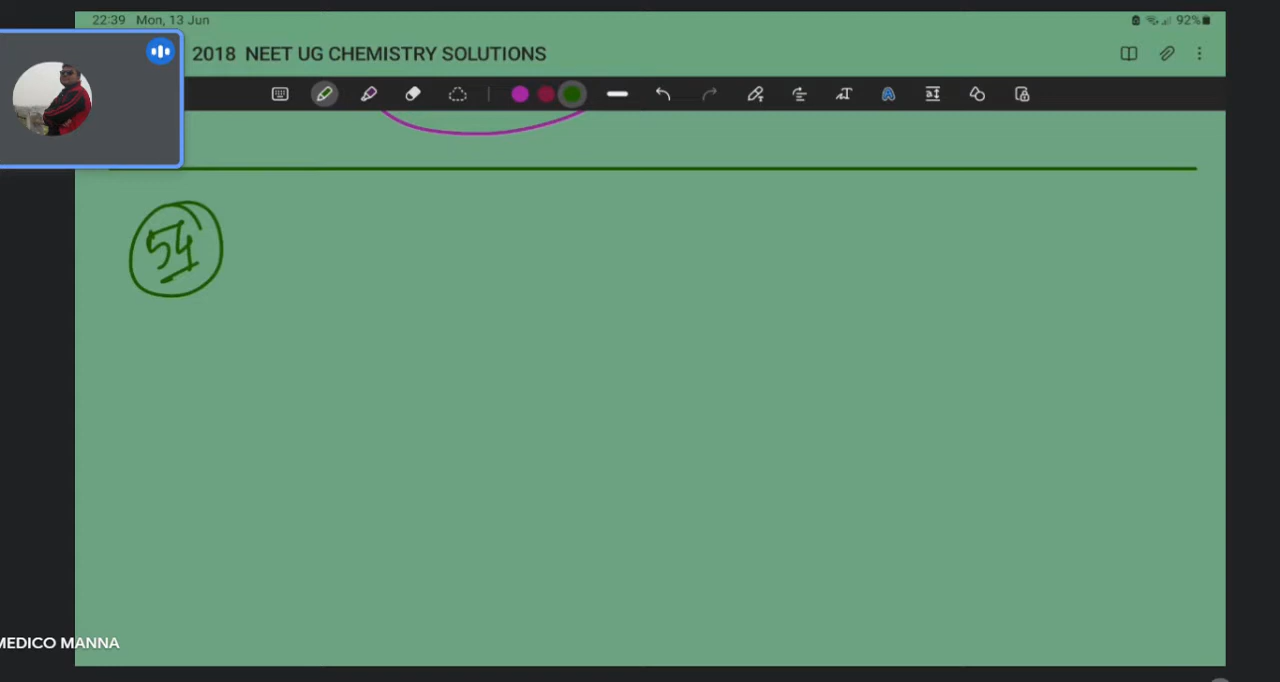 22:39 Mon, 13 Jun
92%
2018 NEET UG CHEMISTRY SOLUTIONS
54
MEDICO MANNA